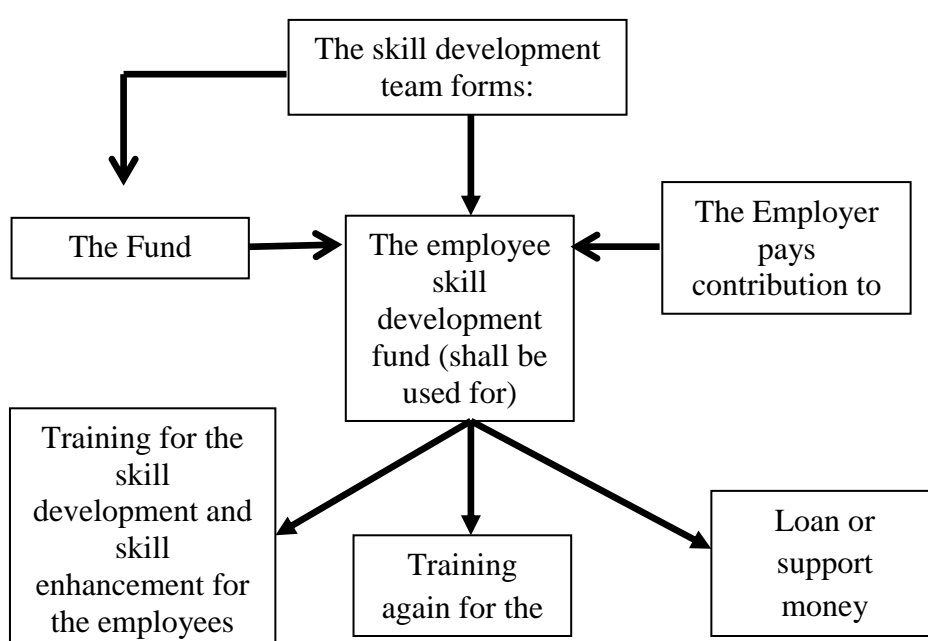 The skill development
team forms:
The Fund
The employee
skill
development
fund (shall be
used for)
The Employer
pays
contribution to
Training for the
skill
development and
skill
enhancement for
the employees
Training
again for the
Loan or
support
money